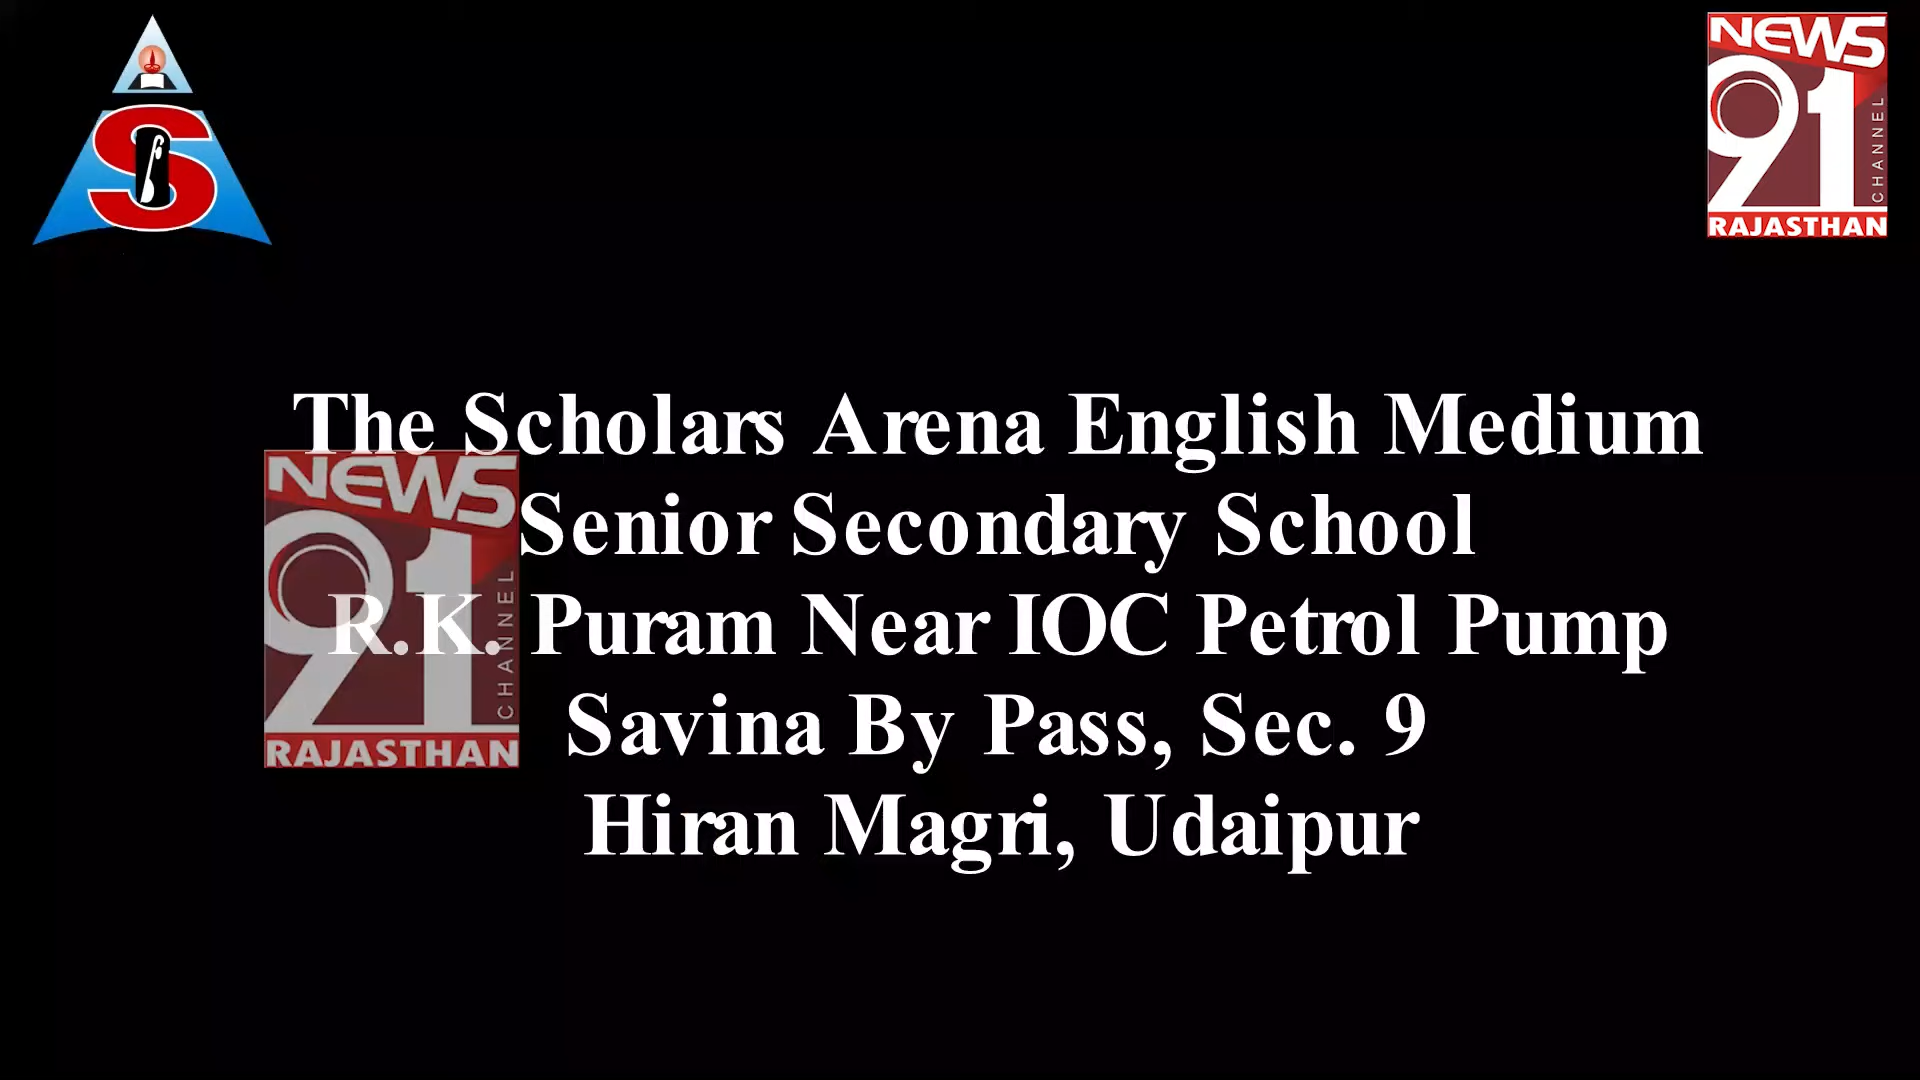 S
f
NEWS
91
CHANNEL
RAJASTHAN
The Scholars Arena English Medium
Senior Secondary School
R.K. Puram Near IOC Petrol Pump
Savina By Pass, Sec. 9
Hiran Magri, Udaipur
NEWS
91
CHANNEL
RAJASTHAN